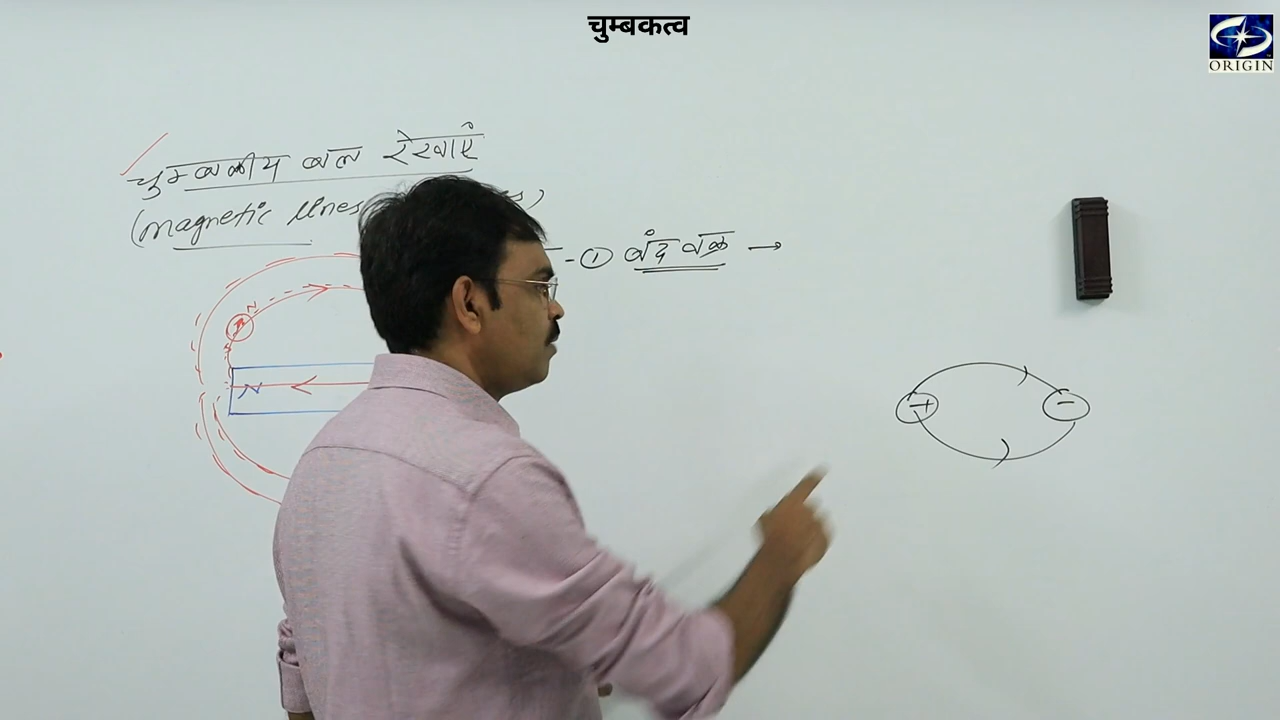 चुम्बकत्व
ORIGIN
चुम्बकीय बल रेखाएं
(magnetic lines
- ① बंद वक्र →
N
N
+
-